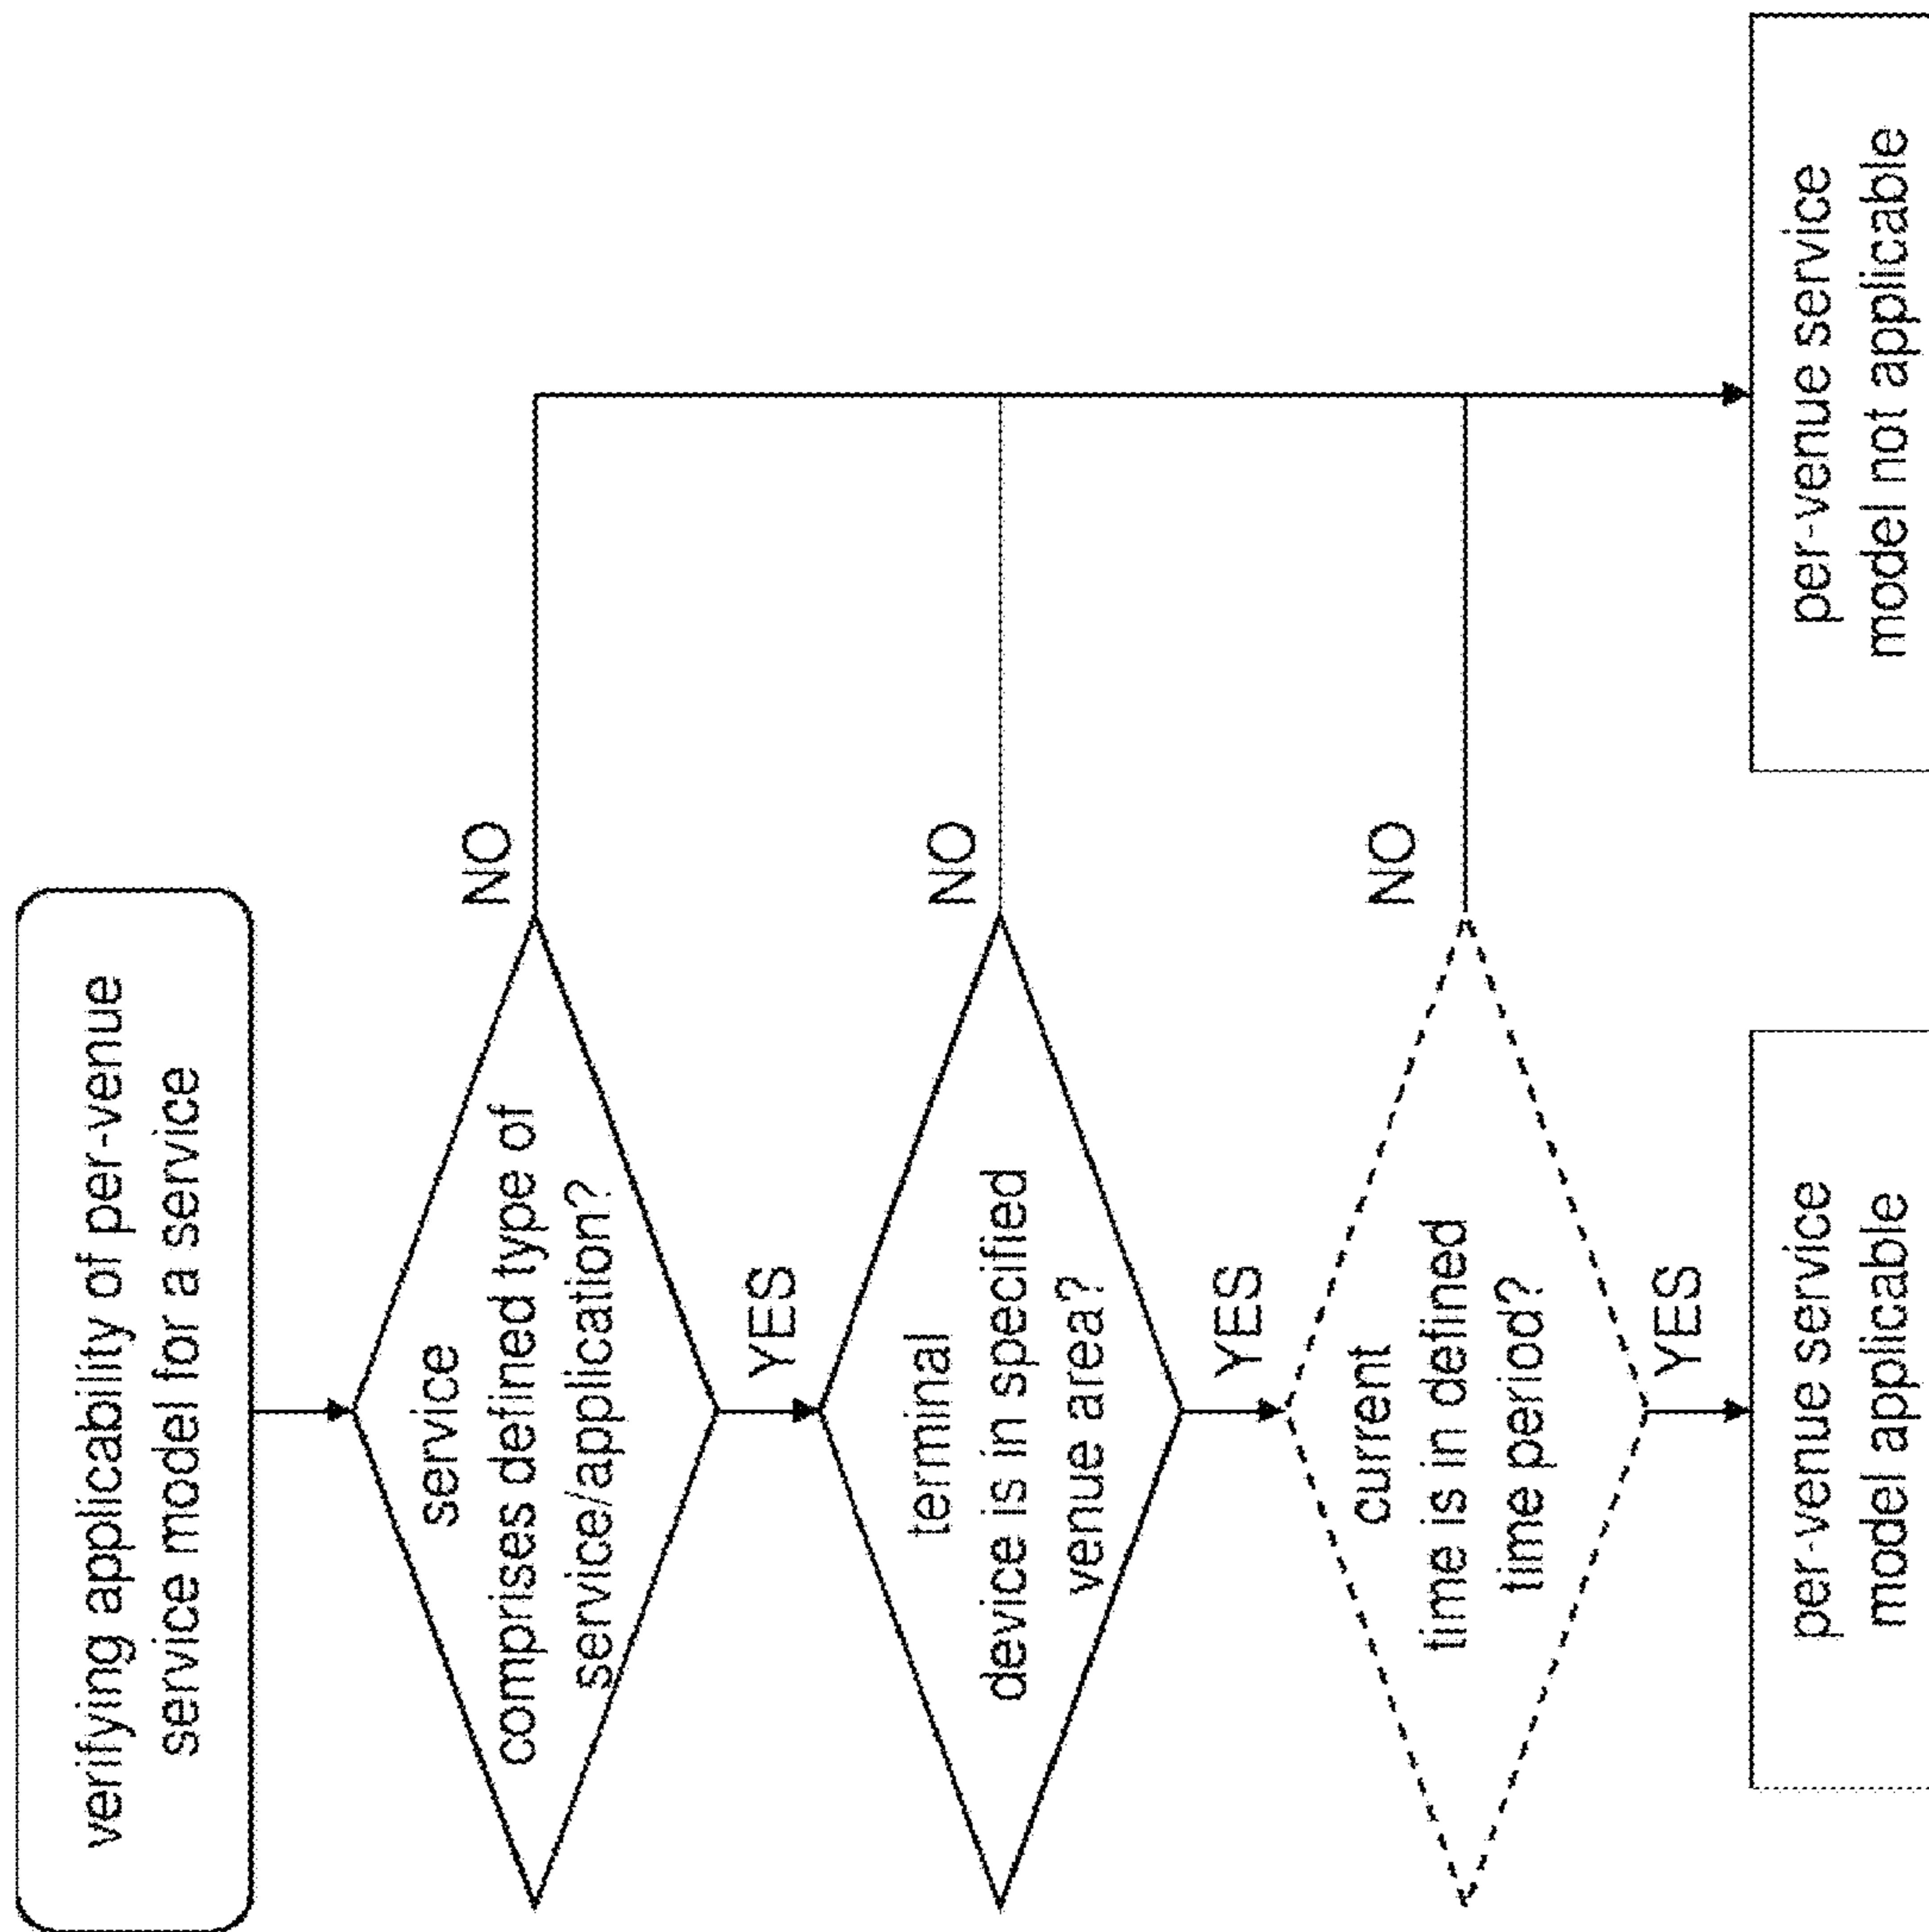 verifying applicability of per-venue
service model for a service
service
comprises defined type of
service/application?
NO
YES
terminal
device is in specified
venue area?
NO
YES
current
time is in defined
time period?
NO
YES
per-venue service
model applicable
per-venue service
model not applicable